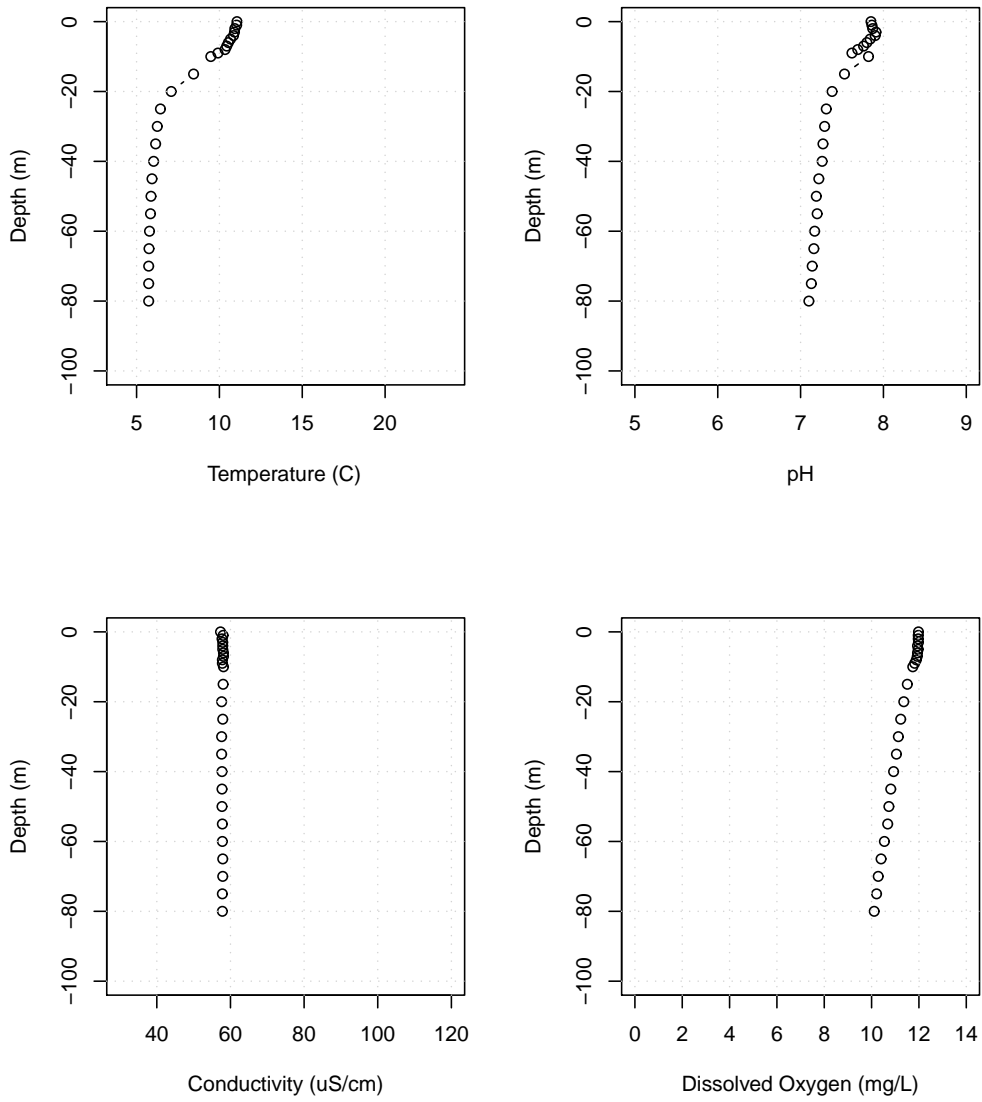 0
−20
−40
−60
−80
−100
Depth (m)
5 10 15 20
Temperature (C)
0
−20
−40
−60
−80
−100
Depth (m)
5 6 7 8 9
pH
0
−20
−40
−60
−80
−100
Depth (m)
40 60 80 100 120
Conductivity (uS/cm)
0
−20
−40
−60
−80
−100
Depth (m)
0 2 4 6 8 10 12 14
Dissolved Oxygen (mg/L)